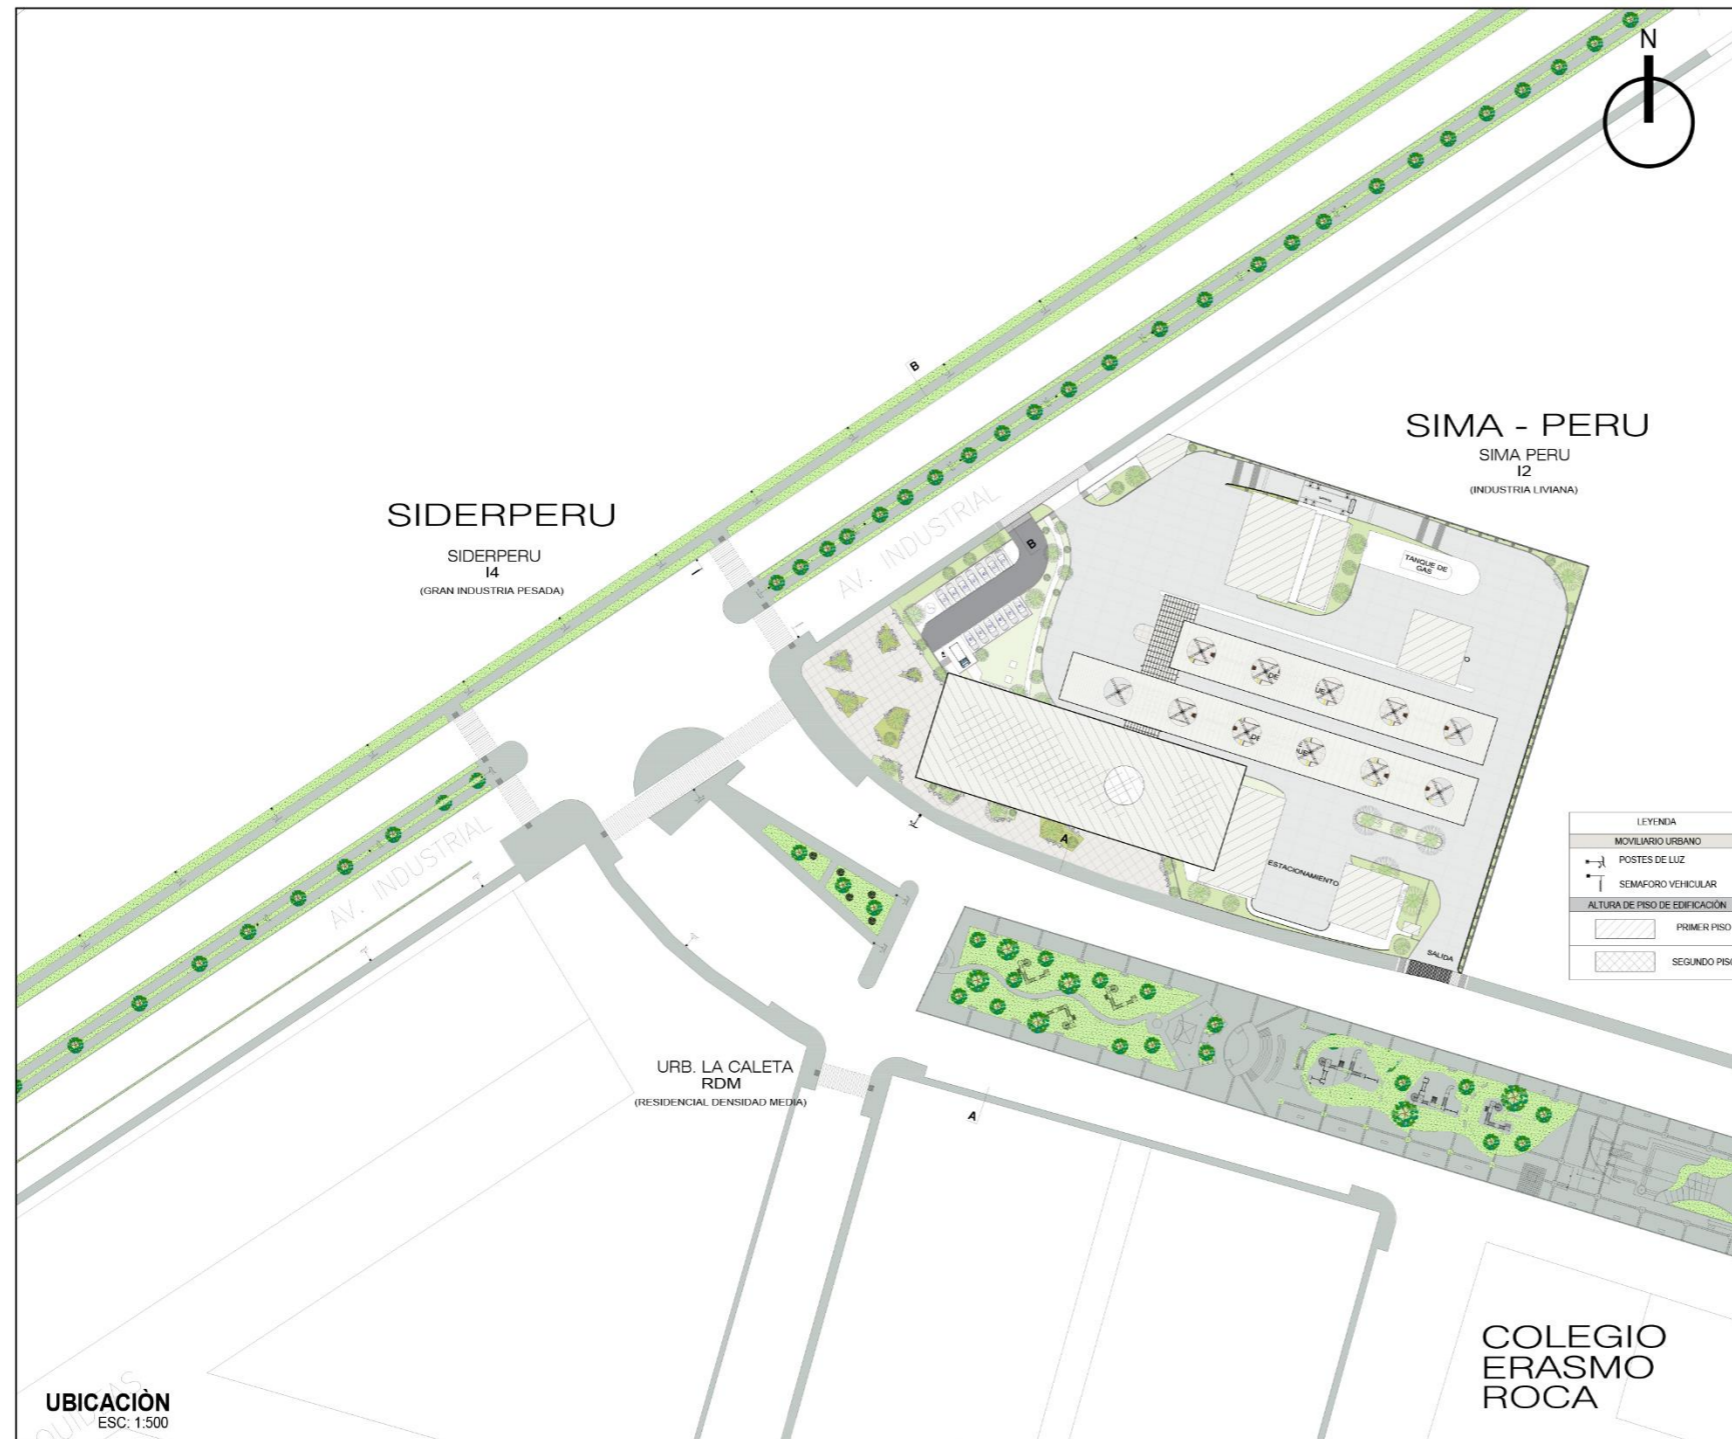 N
B
SIMA - PERU
SIMA PERU
I2
(INDUSTRIA LIVIANA)
AV. INDUSTRIAL
SIDERPERU
SIDERPERU
I4
(GRAN INDUSTRIA PESADA)
B
TANQUE DE
GAS
LEYENDA
MOVILIARIO URBANO
POSTES DE LUZ
SEMAFORO VEHICULAR
ALTURA DE PISO DE EDIFICACIÓN
PRIMER PISO
SEGUNDO PISO
A
ESTACIONAMIENTO
AV. INDUSTRIAL
SALIDA
URB. LA CALETA
RDM
(RESIDENCIAL DENSIDAD MEDIA)
A
COLEGIO
ERASMO
ROCA
UBICACIÒN
ESC: 1:500